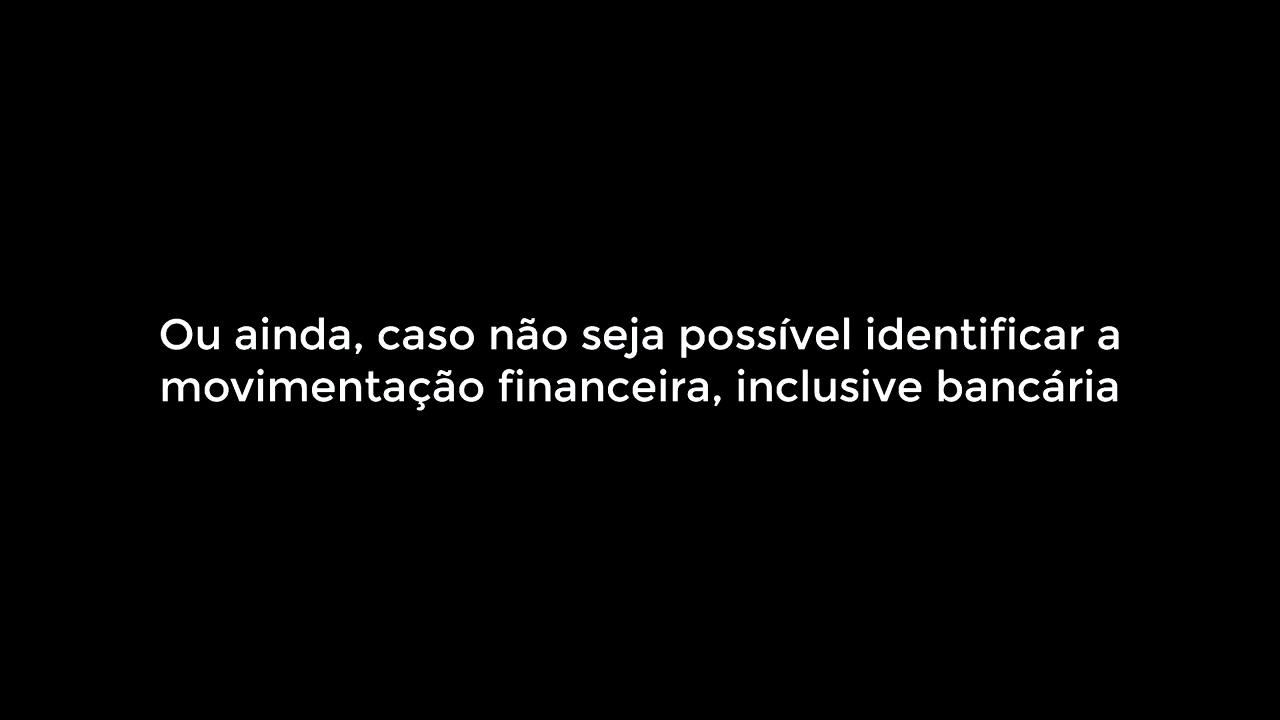 Ou ainda, caso não seja possível identificar a
movimentação financeira, inclusive bancária